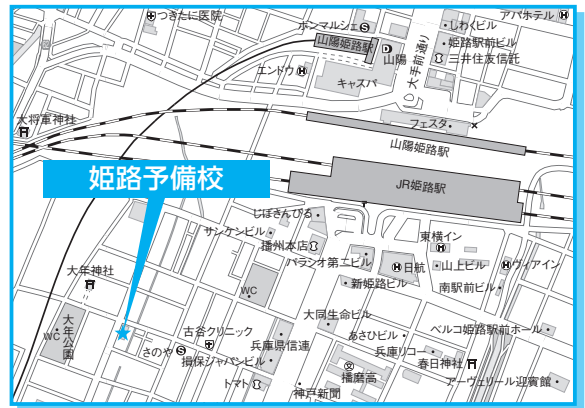 つきたに医院
アパホテル
ボンマルシェ
しわくビル
山陽姫路駅
姫路駅前ビル
山陽
三井住友信託
大手前通り
エンドウ
キャスパ
フェスタ
大将軍神社
山陽姫路駅
姫路予備校
JR姫路駅
じばさんびる
サンケンビル
播州本店
東横イン
パラシオ第二ビル
日航
山上ビル
ヴィアイン
大年神社
新姫路ビル
南駅前ビル
WC
大年公園
WC
大同生命ビル
古谷クリニック
あさひビル
ベルコ姫路駅前ホール
さのや
兵庫県信連
兵庫リコー
損保ジャパンビル
春日神社
播磨高
トマト
神戸新聞
アーヴェリール迎賓館